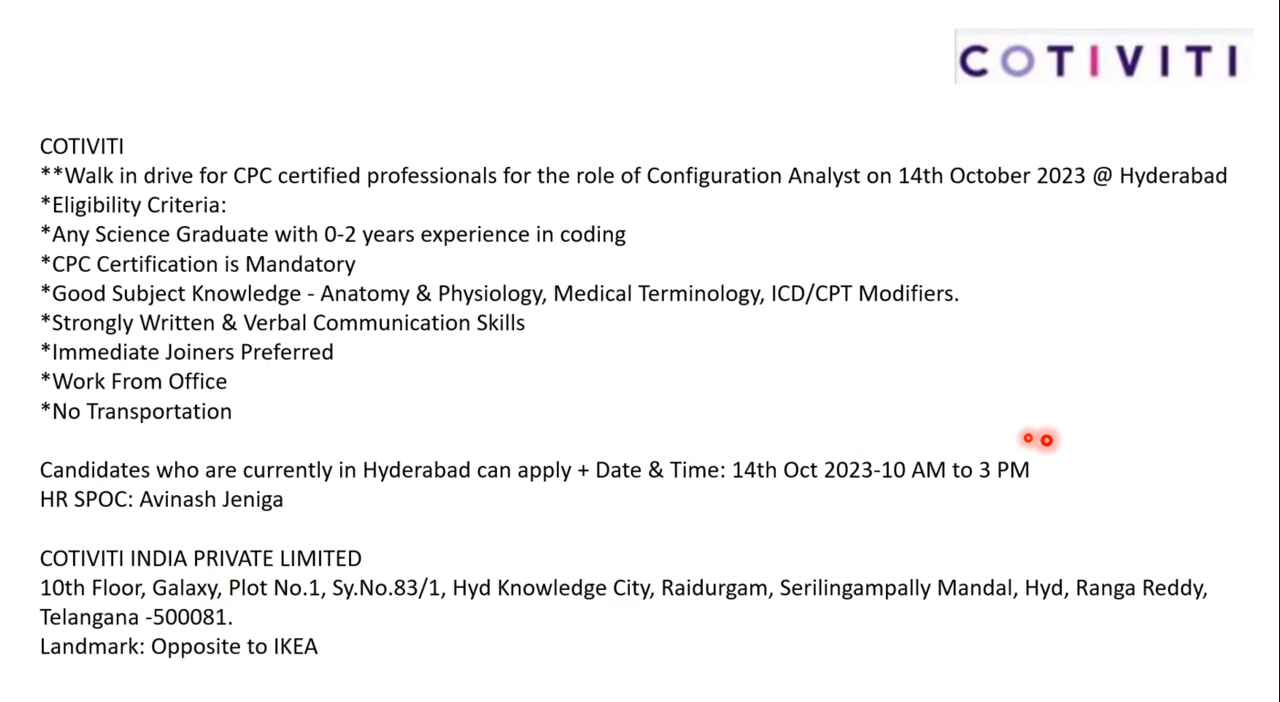 COTIVITI
COTIVITI
**Walk in drive for CPC certified professionals for the role of Configuration Analyst on 14th October 2023 @ Hyderabad
*Eligibility Criteria:
*Any Science Graduate with 0-2 years experience in coding
*CPC Certification is Mandatory
*Good Subject Knowledge - Anatomy & Physiology, Medical Terminology, ICD/CPT Modifiers.
*Strongly Written & Verbal Communication Skills
*Immediate Joiners Preferred
*Work From Office
*No Transportation
Candidates who are currently in Hyderabad can apply + Date & Time: 14th Oct 2023-10 AM to 3 PM
HR SPOC: Avinash Jeniga
COTIVITI INDIA PRIVATE LIMITED
10th Floor, Galaxy, Plot No.1, Sy.No.83/1, Hyd Knowledge City, Raidurgam, Serilingampally Mandal, Hyd, Ranga Reddy,
Telangana -500081.
Landmark: Opposite to IKEA